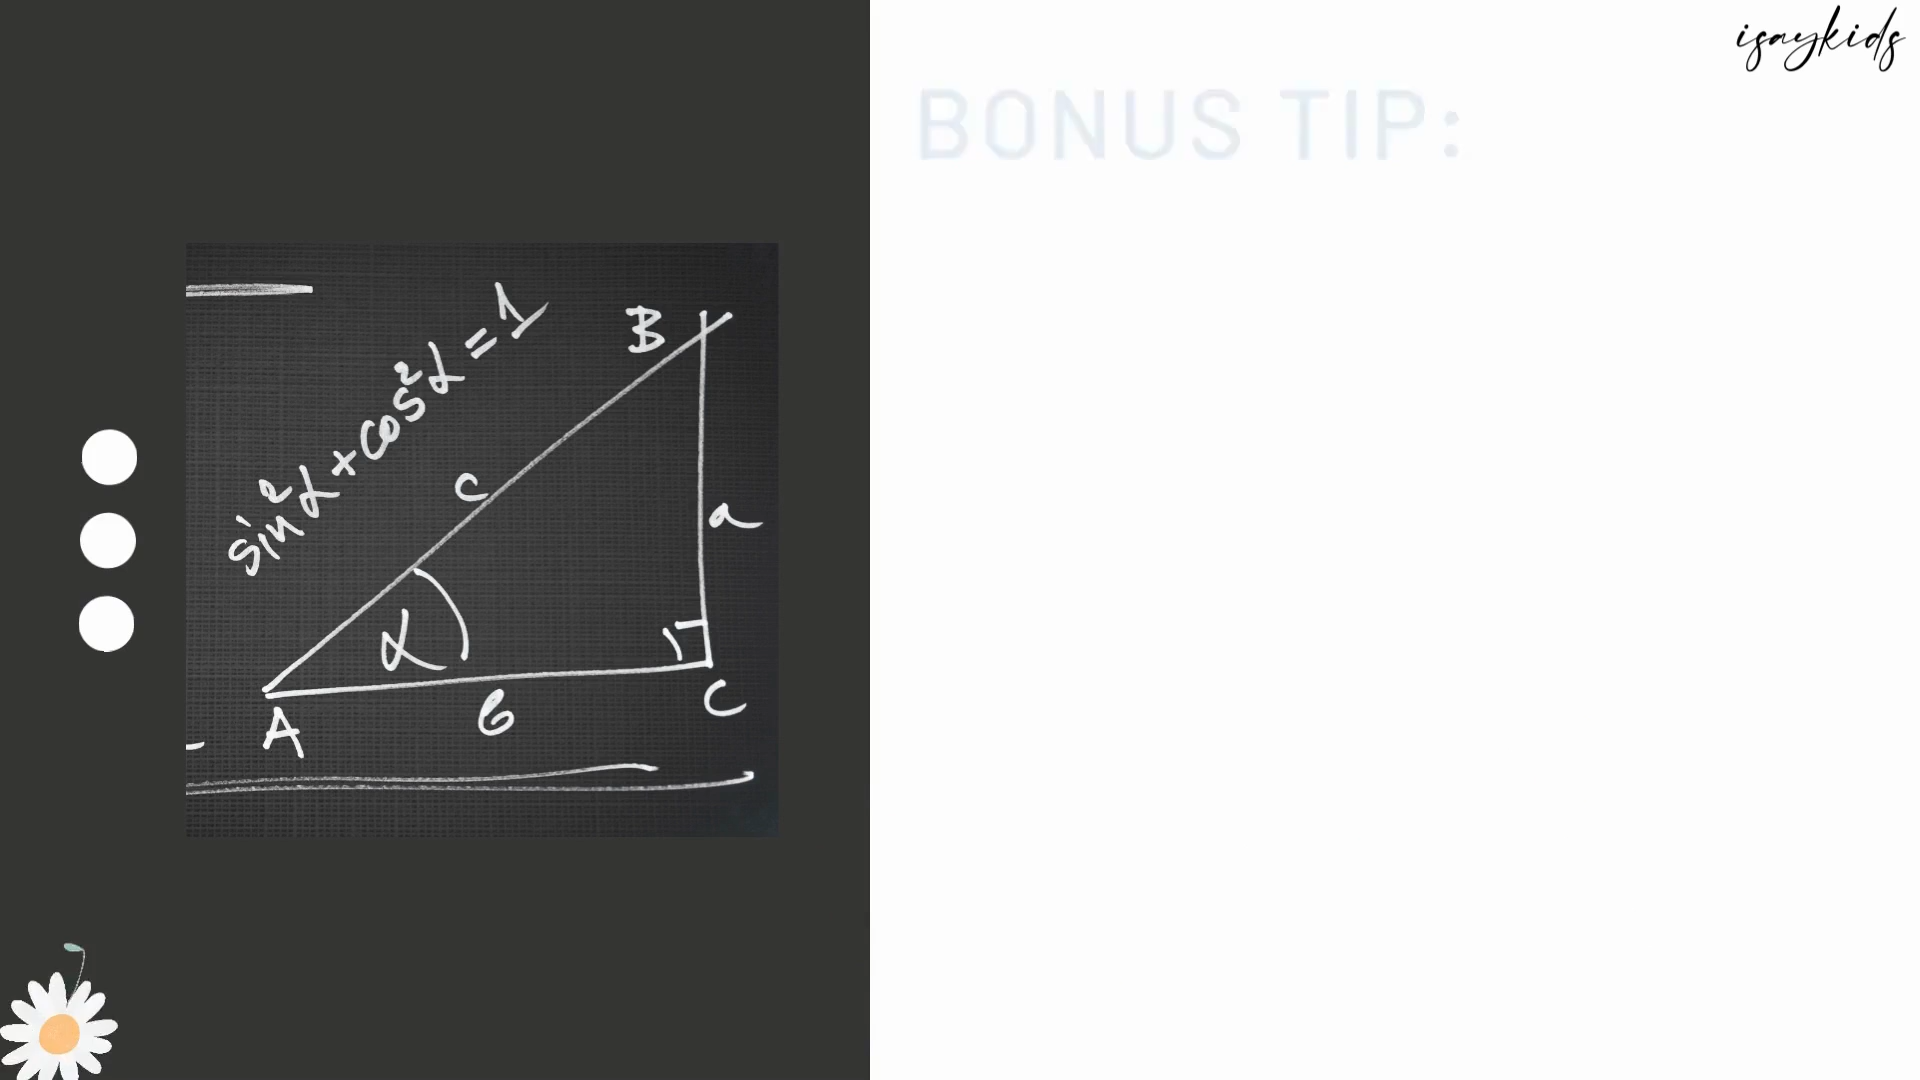 isaykids
BONUS TIP:
sin²α+cos²α=1
B
c
a
α
A
b
C